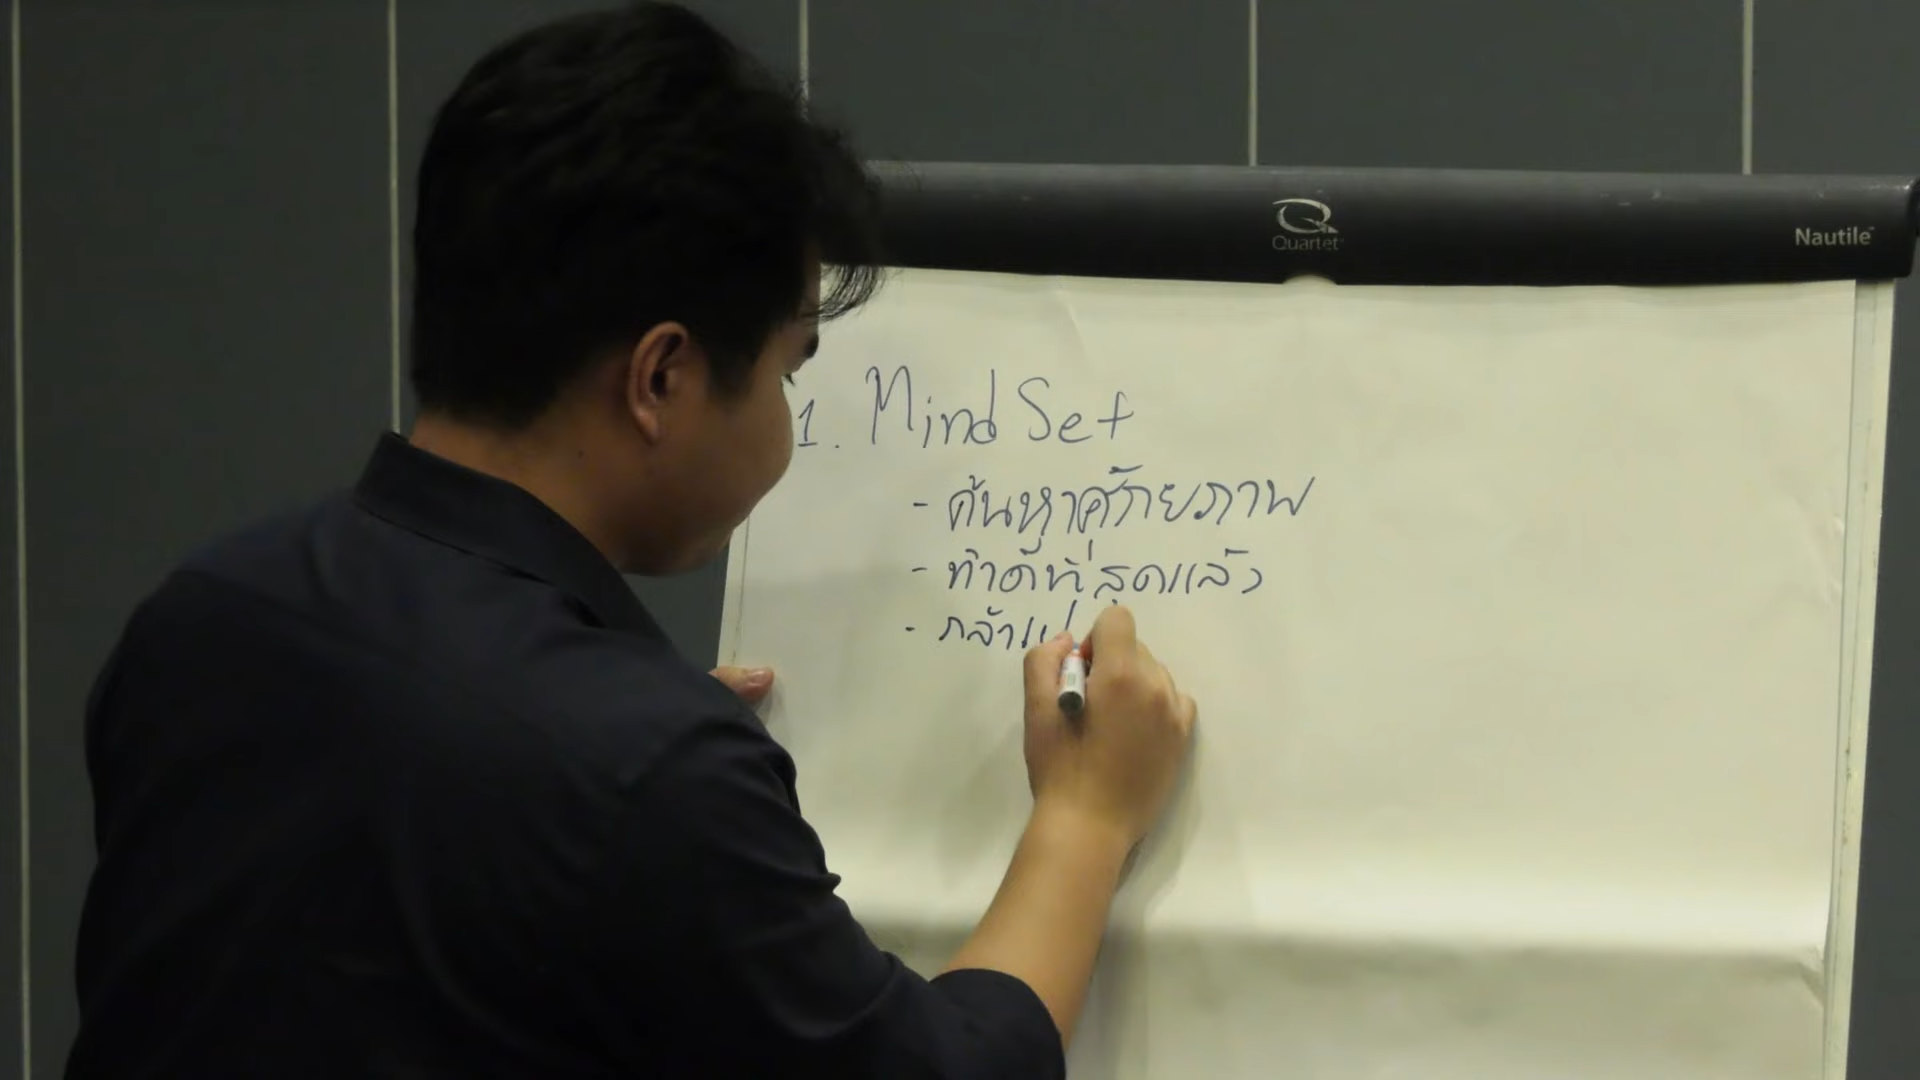 Quartet
Nautile
1. Mind Set
- ค้นหาศักยภาพ
- ทำดีที่สุดแล้ว
- กล้า